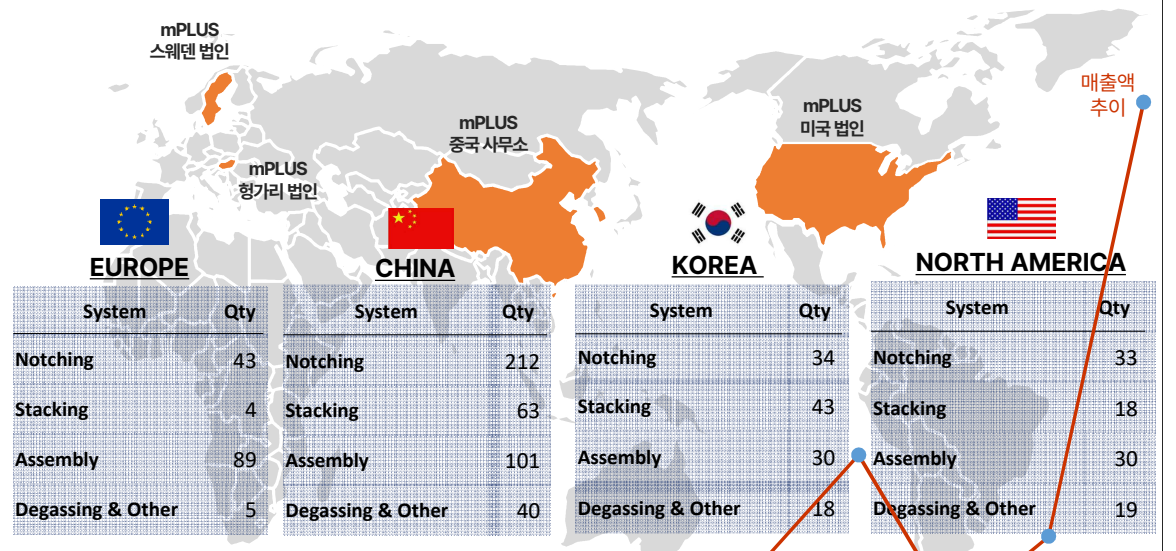 mPLUS
스웨덴 법인
mPLUS
헝가리 법인
mPLUS
중국 사무소
mPLUS
미국 법인
매출액
추이
EUROPE
System Qty
Notching 43
Stacking 4
Assembly 89
Degassing & Other 5
CHINA
System Qty
Notching 212
Stacking 63
Assembly 101
Degassing & Other 40
KOREA
System Qty
Notching 34
Stacking 43
Assembly 30
Degassing & Other 18
NORTH AMERICA
System Qty
Notching 33
Stacking 18
Assembly 30
Degassing & Other 19